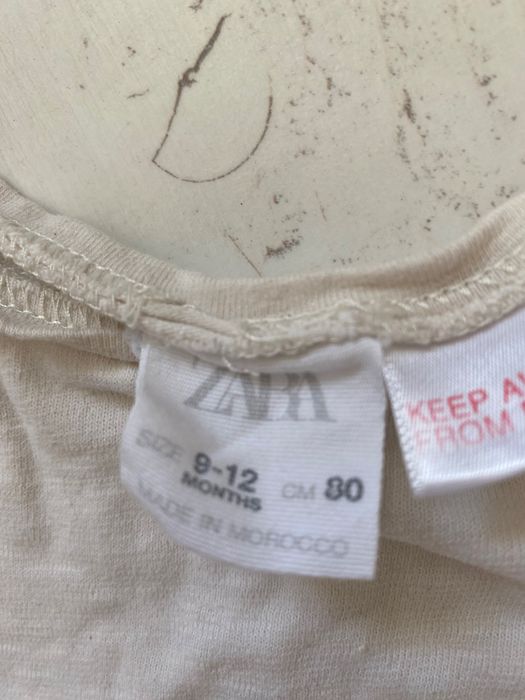 ZARA
SIZE 9-12 MONTHS CM 80
MADE IN MOROCCO
KEEP
FROM